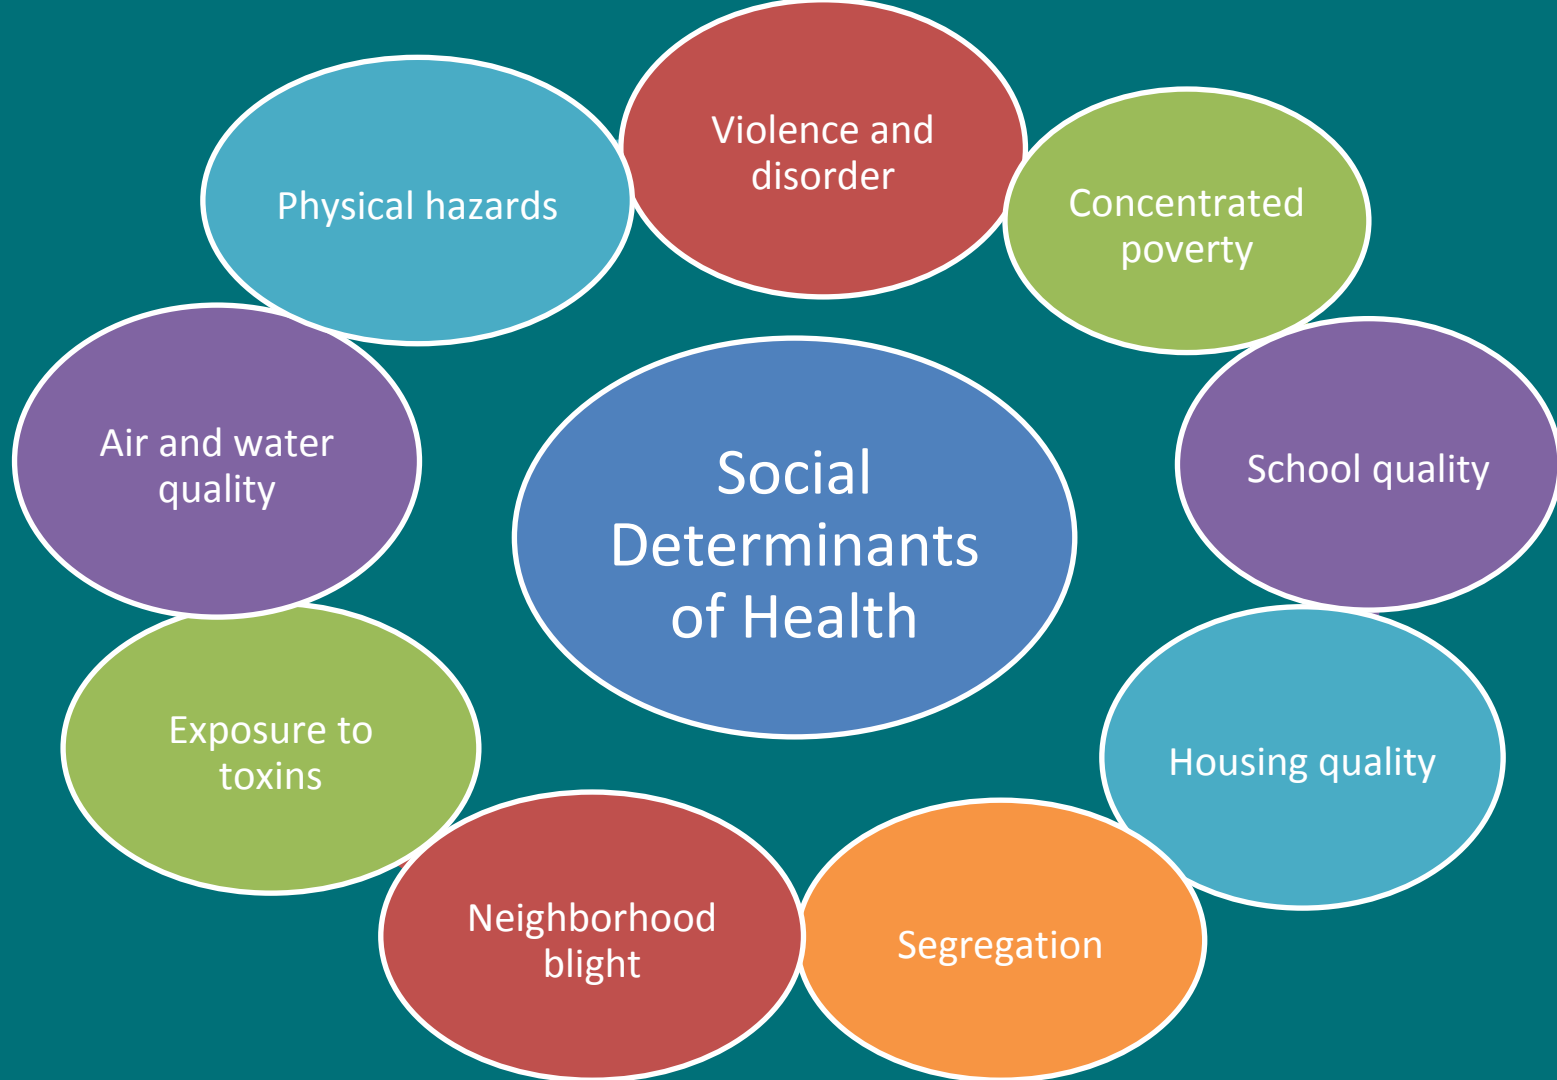 Violence and
disorder
Concentrated
poverty
School quality
Housing quality
Segregation
Neighborhood
blight
Exposure to
toxins
Air and water
quality
Physical hazards
Social
Determinants
of Health